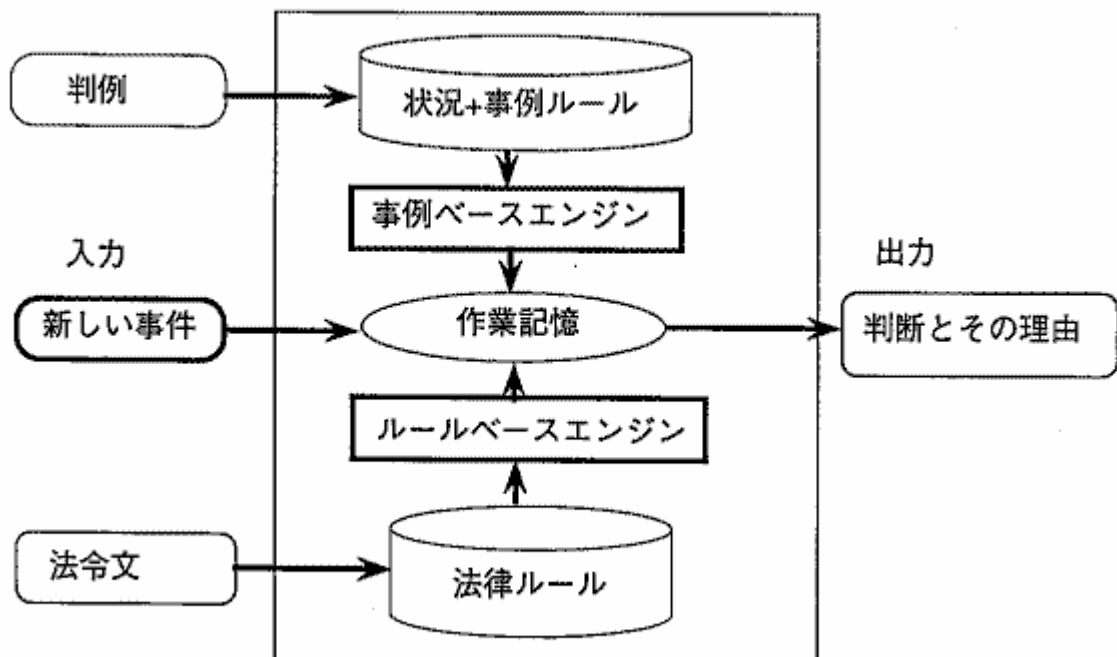 判例
状況+事例ルール
事例ベースエンジン
入力
出力
新しい事件
作業記憶
判断とその理由
ルールベースエンジン
法令文
法律ルール